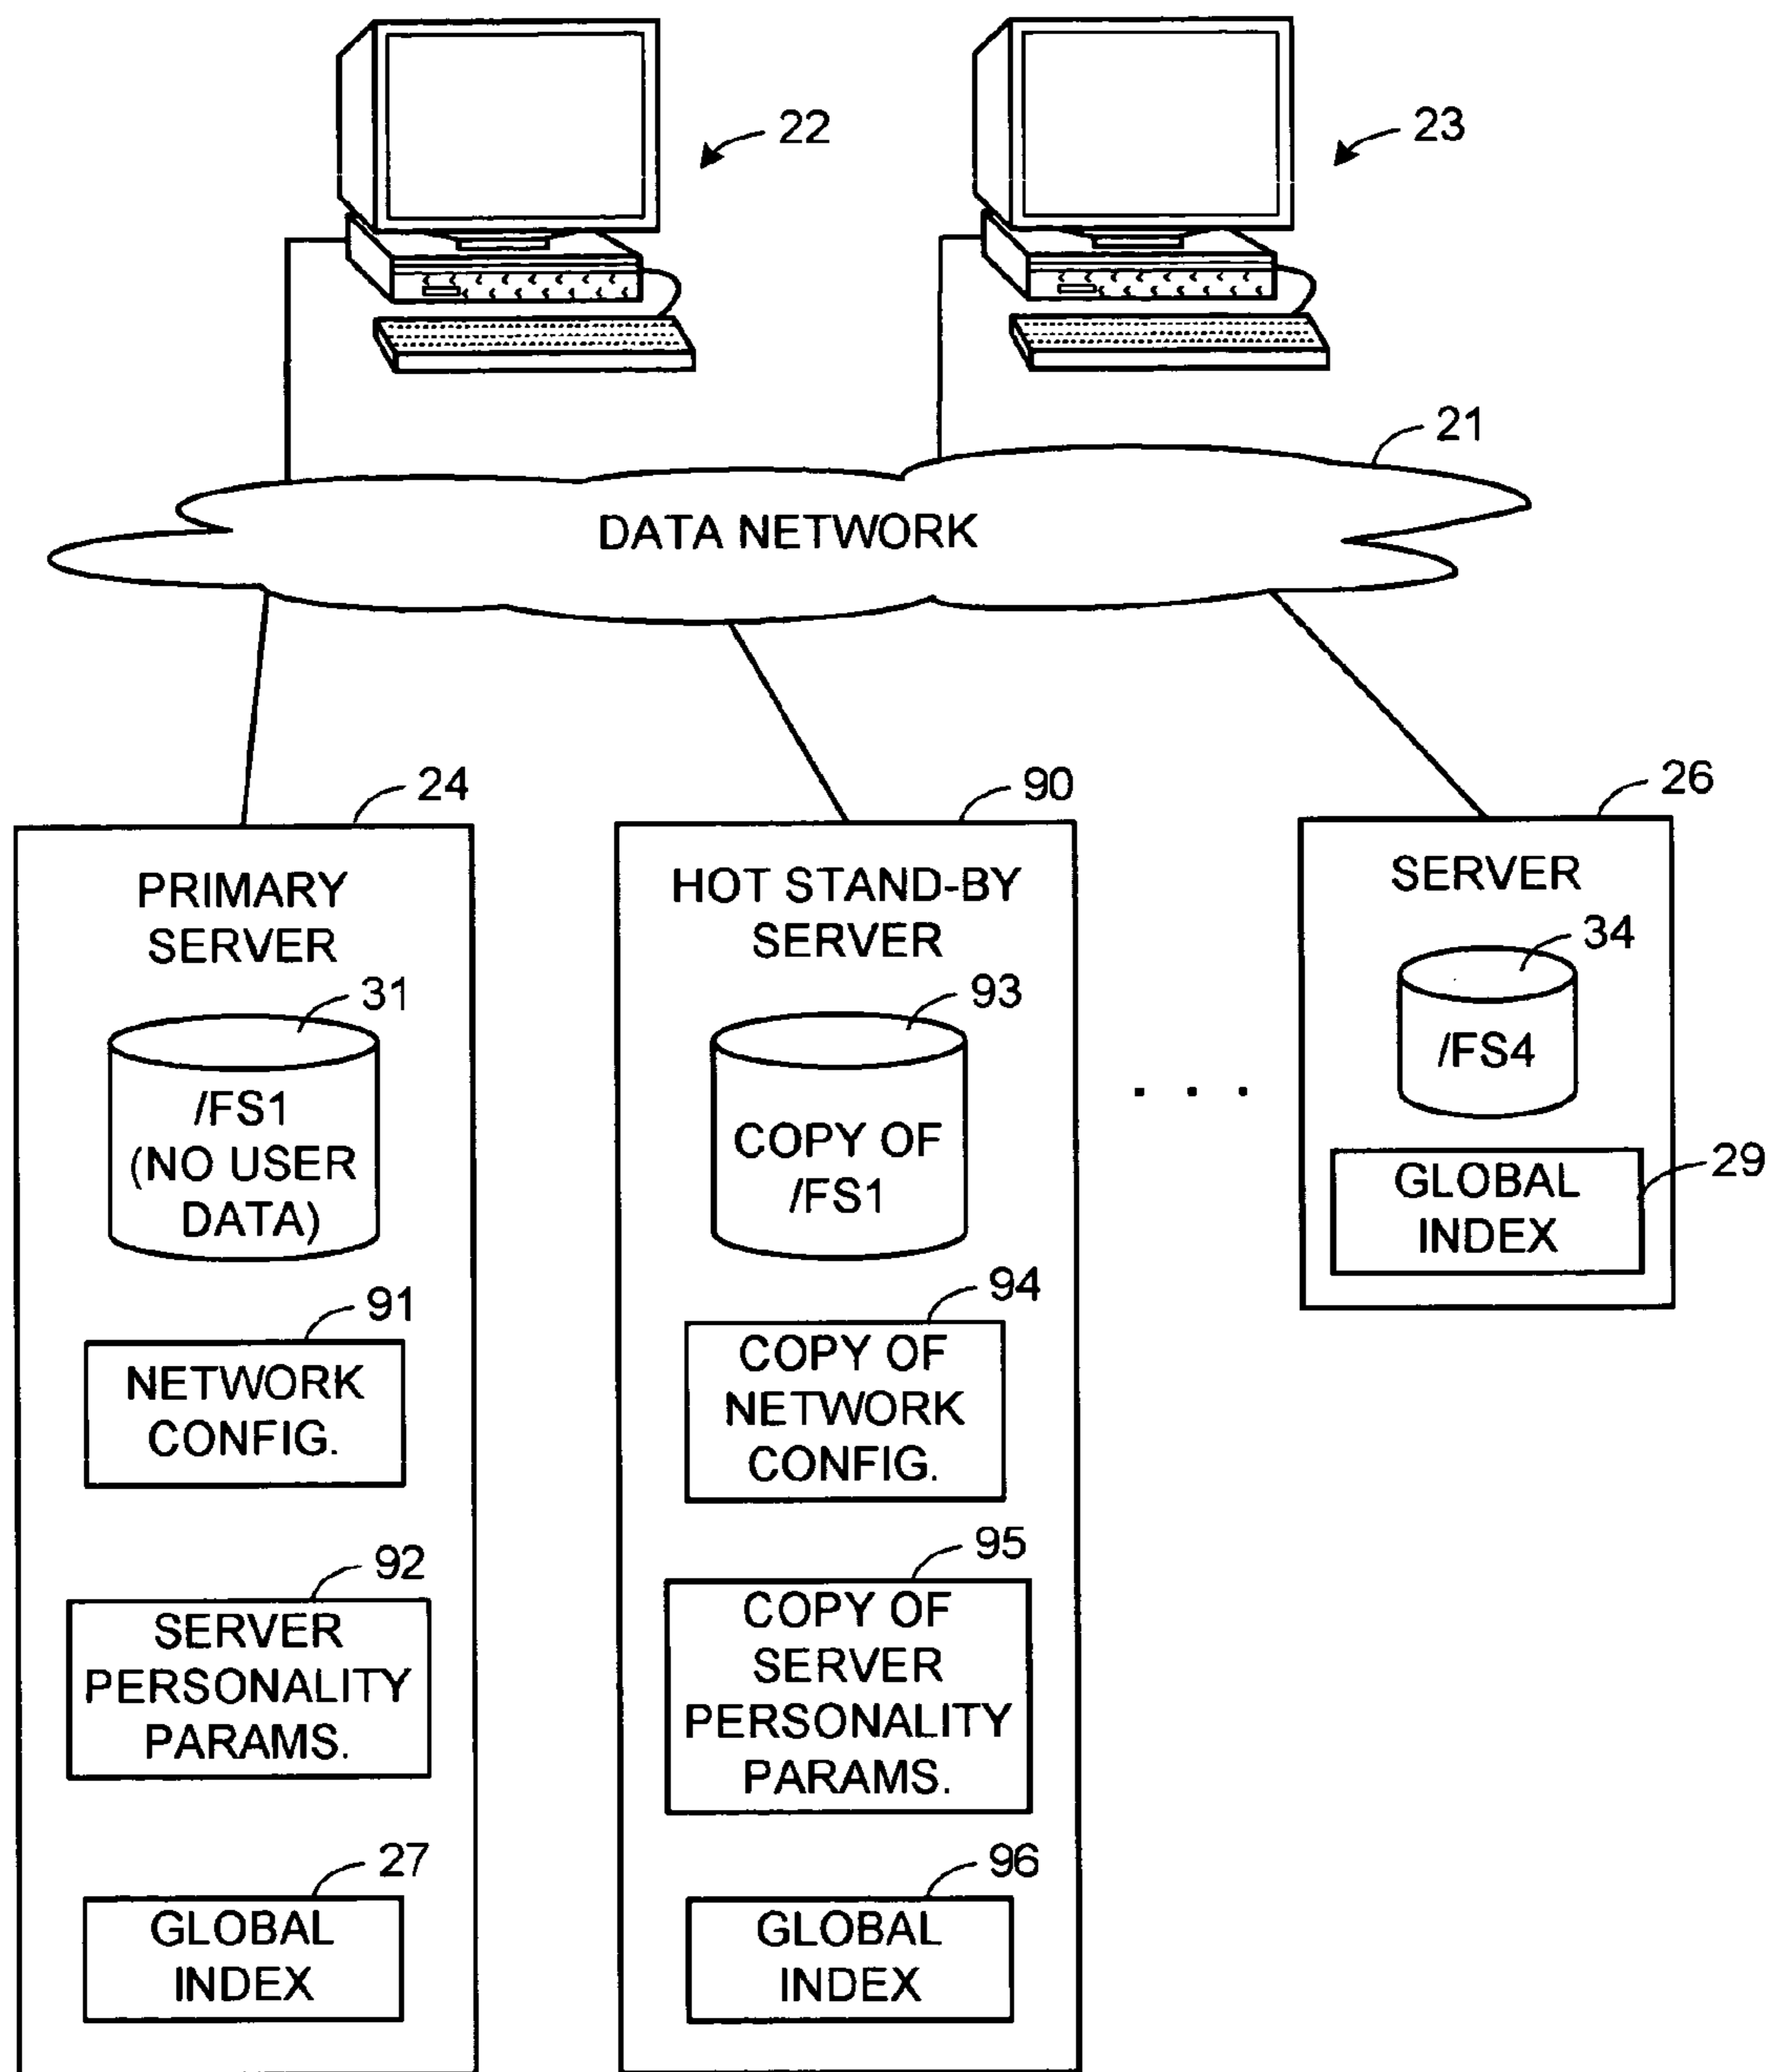 22
23
21
DATA NETWORK
24
PRIMARY
SERVER
31
/FS1
(NO USER
DATA)
91
NETWORK
CONFIG.
92
SERVER
PERSONALITY
PARAMS.
27
GLOBAL
INDEX
90
HOT STAND-BY
SERVER
93
COPY OF
/FS1
94
COPY OF
NETWORK
CONFIG.
95
COPY OF
SERVER
PERSONALITY
PARAMS.
96
GLOBAL
INDEX
. . .
26
SERVER
34
/FS4
29
GLOBAL
INDEX